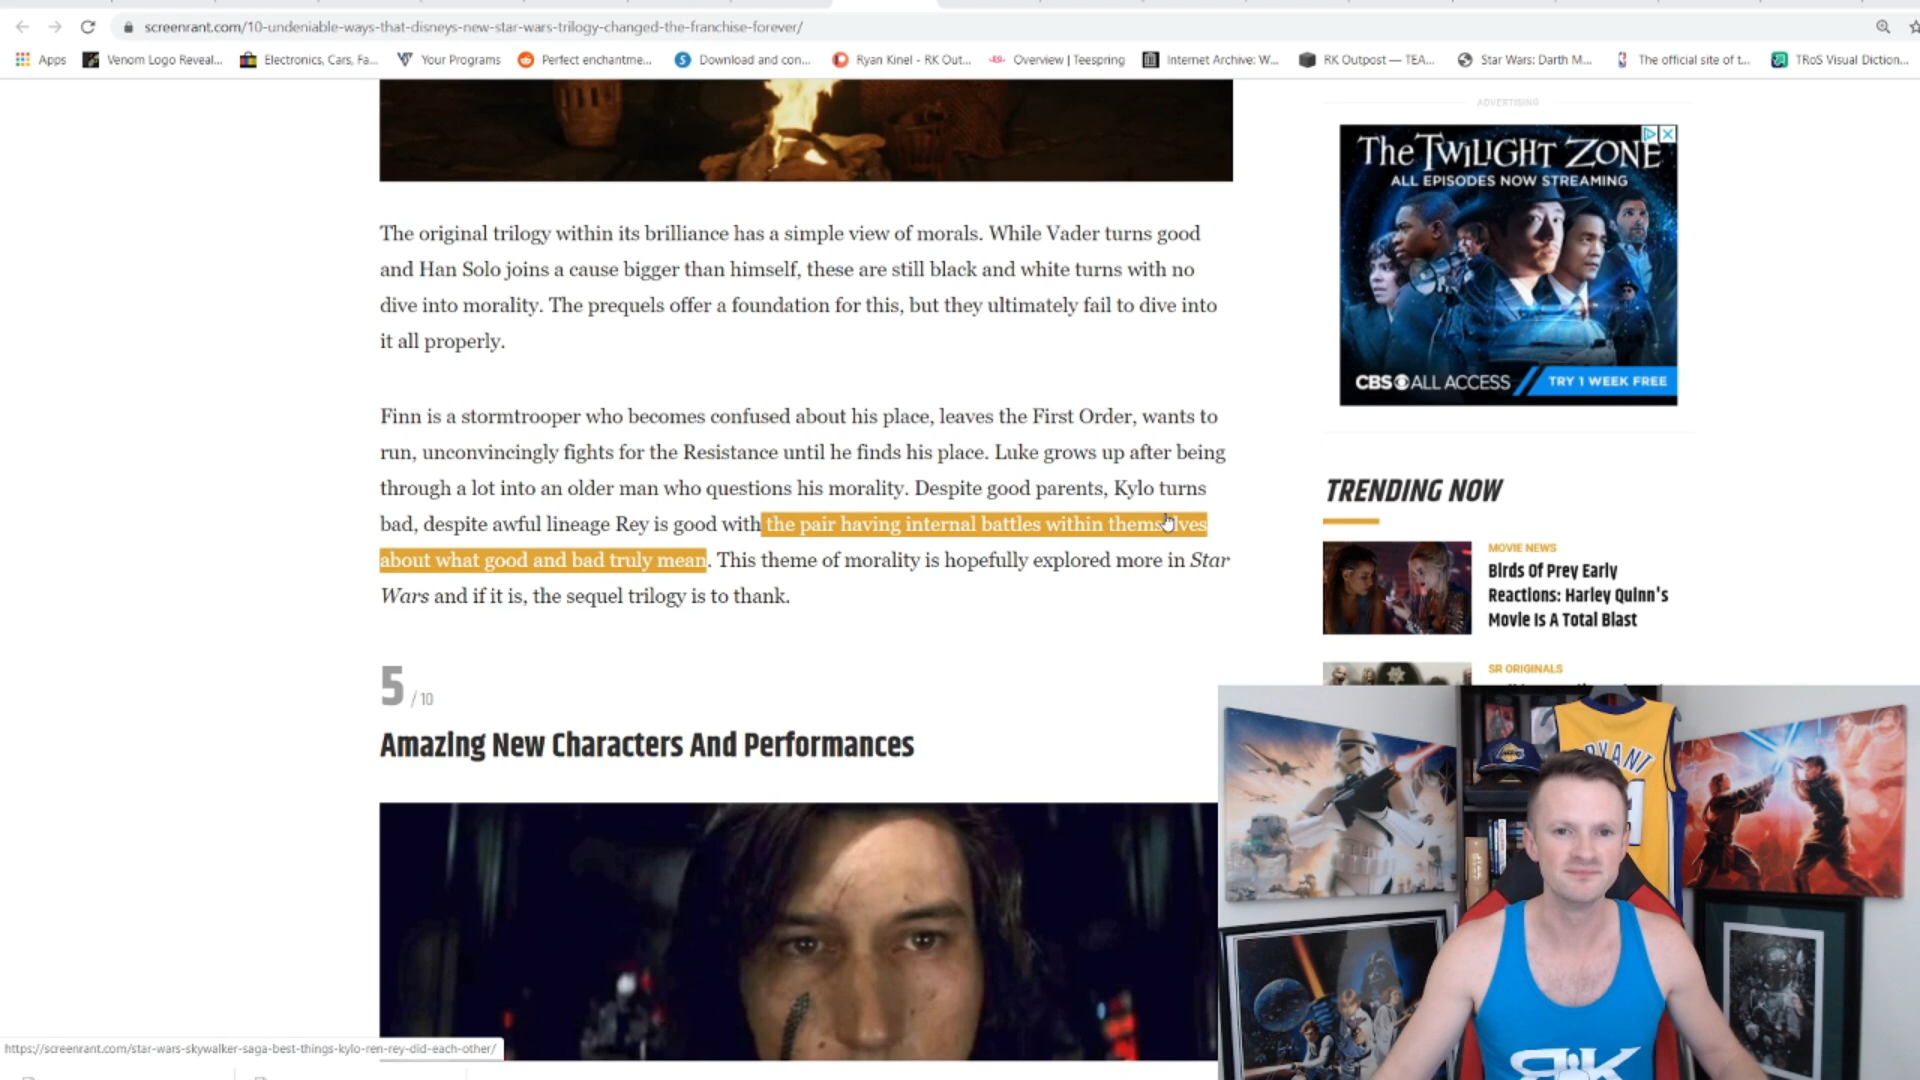 screenrant.com/10-undeniable-ways-that-disneys-new-star-wars-trilogy-changed-the-franchise-forever/
Apps
Venom Logo Reveal...
Electronics, Cars, Fa...
Your Programs
Perfect enchantme...
Download and con...
Ryan Kinel - RK Out...
Overview | Teespring
Internet Archive: W...
RK Outpost — TEA...
Star Wars: Darth M...
The official site of t...
TRoS Visual Diction...
The original trilogy within its brilliance has a simple view of morals. While Vader turns good
and Han Solo joins a cause bigger than himself, these are still black and white turns with no
dive into morality. The prequels offer a foundation for this, but they ultimately fail to dive into
it all properly.
Finn is a stormtrooper who becomes confused about his place, leaves the First Order, wants to
run, unconvincingly fights for the Resistance until he finds his place. Luke grows up after being
through a lot into an older man who questions his morality. Despite good parents, Kylo turns
bad, despite awful lineage Rey is good with the pair having internal battles within themselves
about what good and bad truly mean. This theme of morality is hopefully explored more in Star
Wars and if it is, the sequel trilogy is to thank.
5 / 10
Amazing New Characters And Performances
ADVERTISING
The TWILIGHT ZONE
ALL EPISODES NOW STREAMING
CBS ALL ACCESS
TRY 1 WEEK FREE
TRENDING NOW
MOVIE NEWS
Birds Of Prey Early
Reactions: Harley Quinn's
Movie Is A Total Blast
SR ORIGINALS
RYANT
RK
https://screenrant.com/star-wars-skywalker-saga-best-things-kylo-ren-rey-did-each-other/